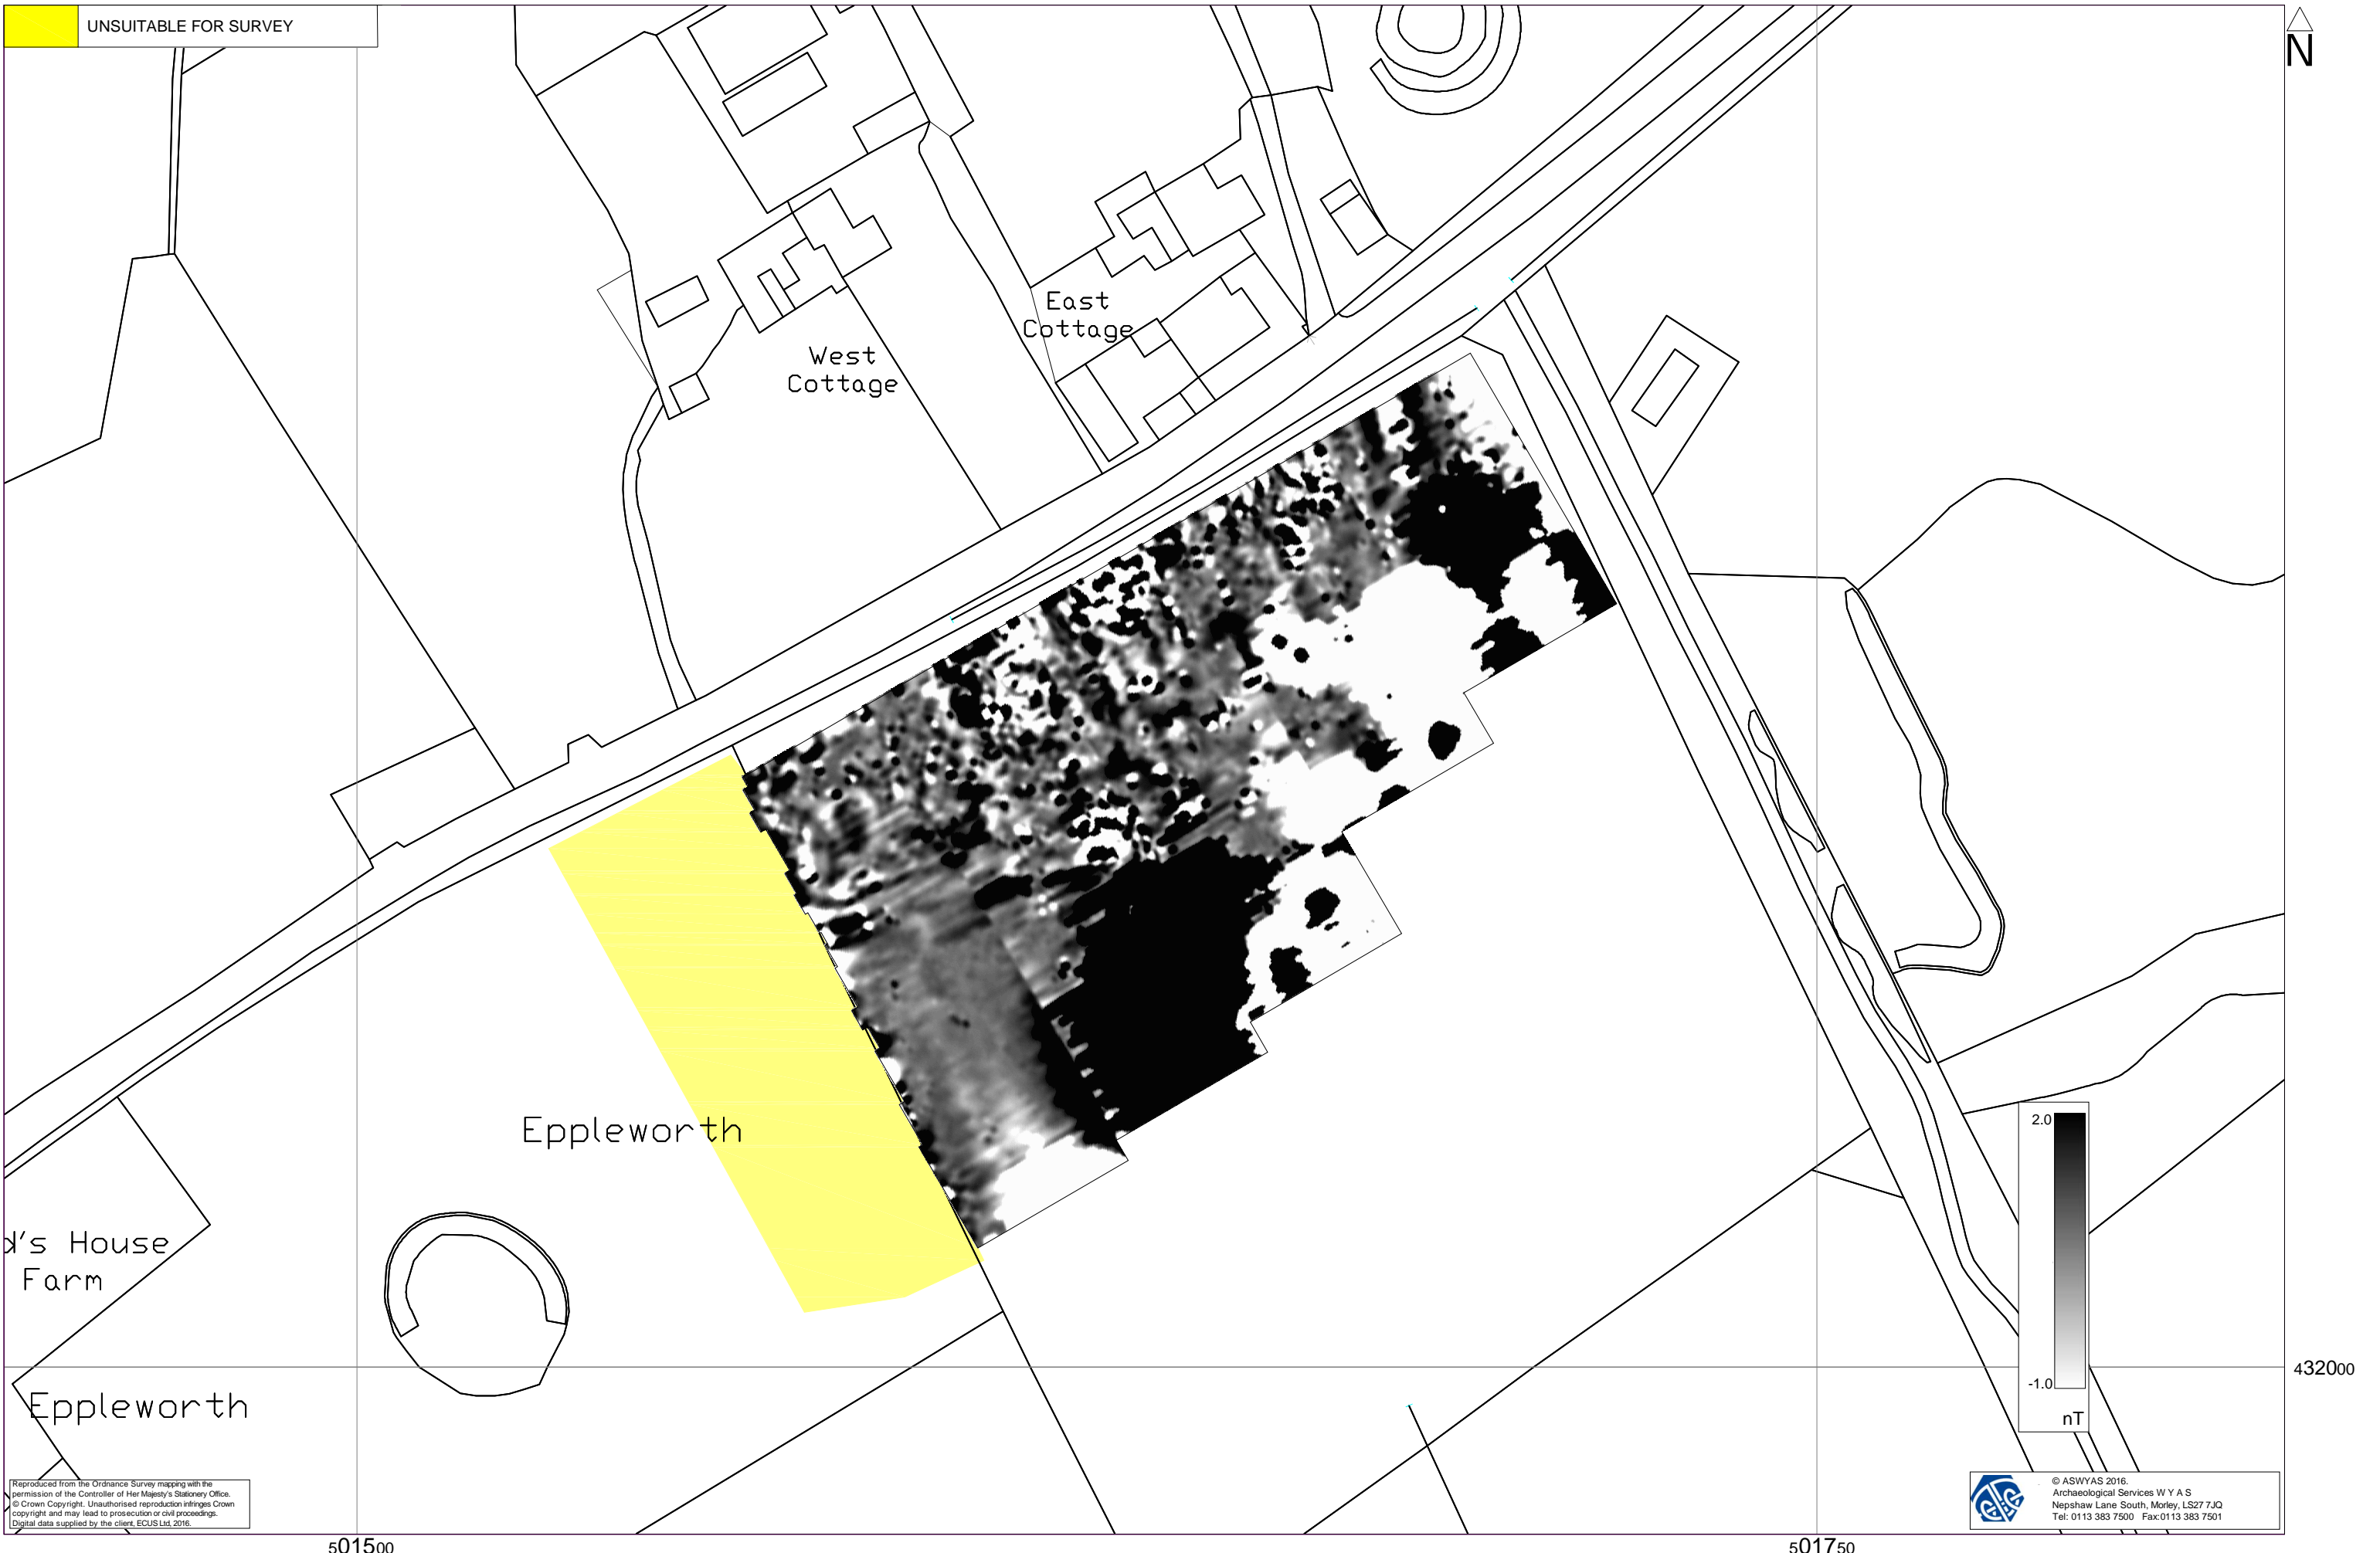 UNSUITABLE FOR SURVEY
N
East
Cottage
West
Cottage
Eppleworth
d's House
Farm
Eppleworth
2.0
-1.0
nT
432000
501500
501750
Reproduced from the Ordnance Survey mapping with the
permission of the Controller of Her Majesty's Stationery Office.
© Crown Copyright. Unauthorised reproduction infringes Crown
copyright and may lead to prosecution or civil proceedings.
Digital data supplied by the client, ECUS Ltd, 2016.
© ASWYAS 2016.
Archaeological Services W Y A S
Nepshaw Lane South, Morley, LS27 7JQ
Tel: 0113 383 7500 Fax:0113 383 7501